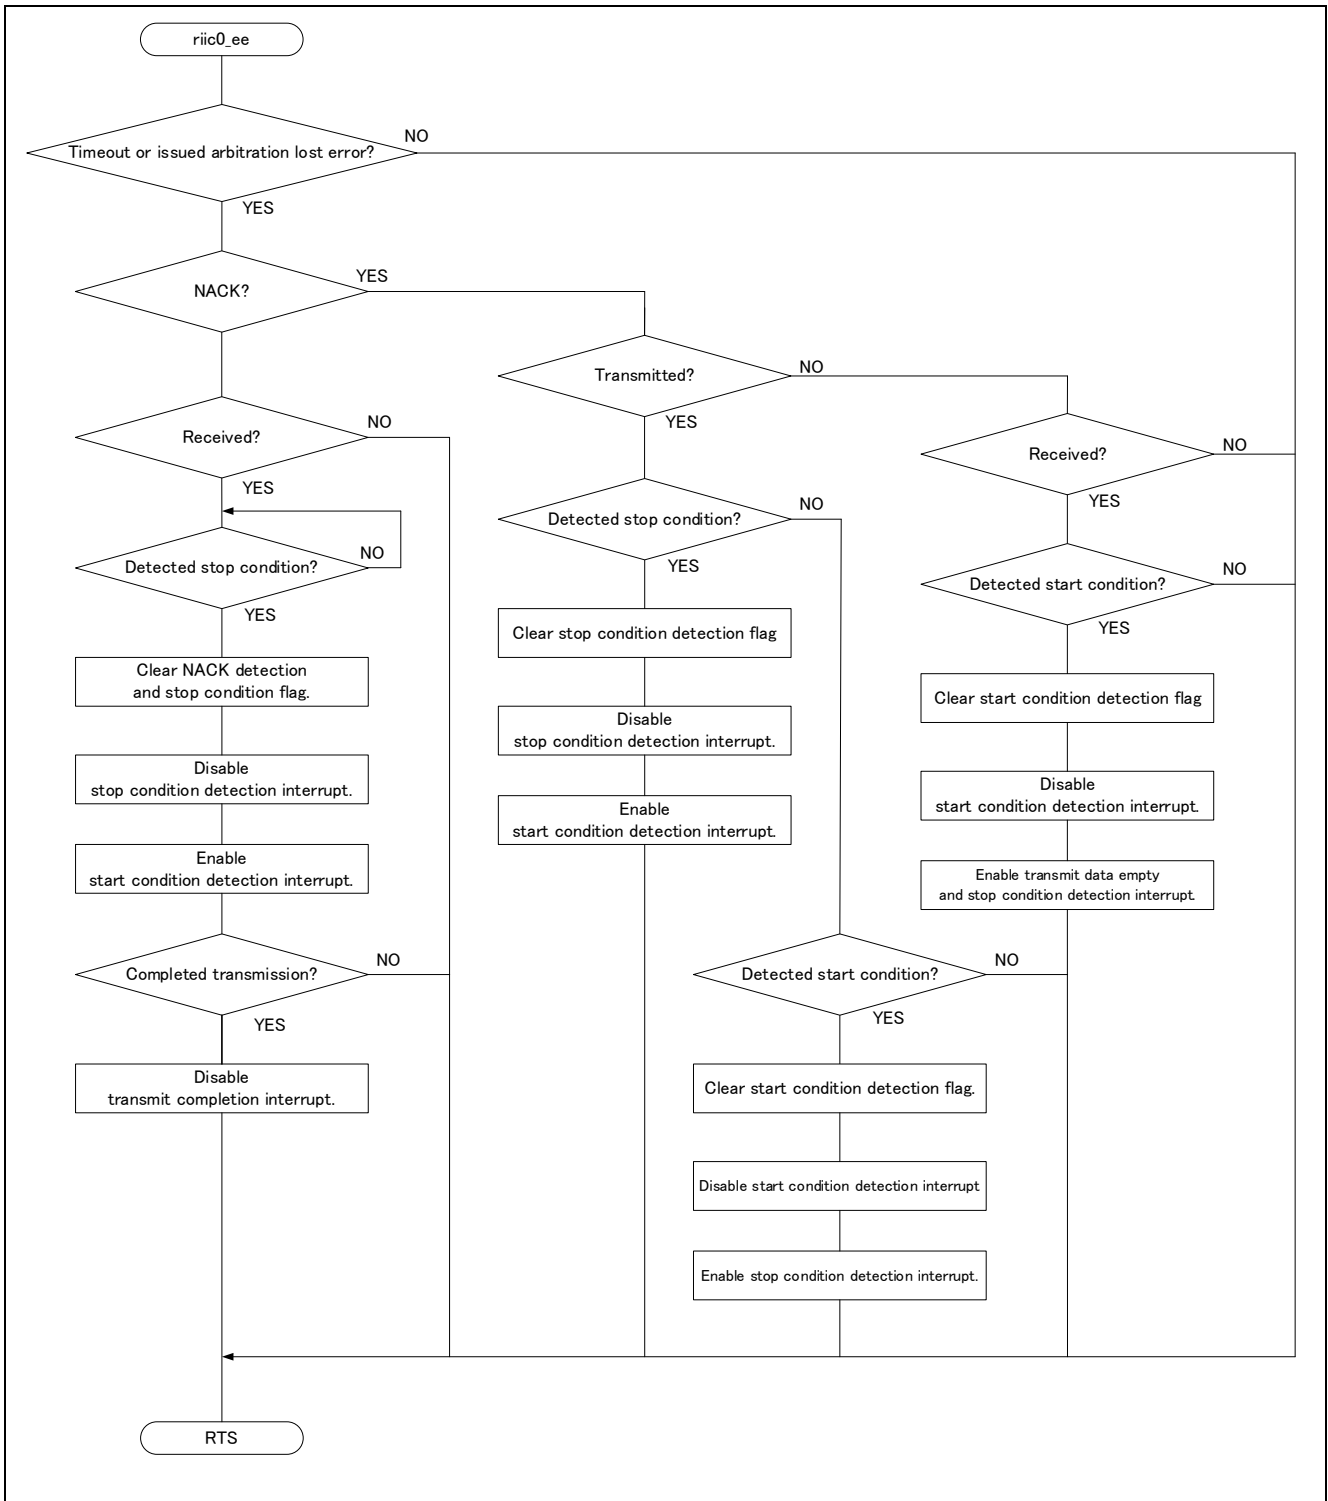 riic0_ee
Timeout or issued arbitration lost error?
NO
YES
NACK?
YES
Received?
NO
YES
Detected stop condition?
NO
YES
Clear NACK detection
and stop condition flag.
Disable
stop condition detection interrupt.
Enable
start condition detection interrupt.
Completed transmission?
NO
YES
Disable
transmit completion interrupt.
Transmitted?
NO
YES
Detected stop condition?
NO
YES
Clear stop condition detection flag
Disable
stop condition detection interrupt.
Enable
start condition detection interrupt.
Detected start condition?
NO
YES
Clear start condition detection flag.
Disable start condition detection interrupt
Enable stop condition detection interrupt.
Received?
NO
YES
Detected start condition?
NO
YES
Clear start condition detection flag
Disable
start condition detection interrupt.
Enable transmit data empty
and stop condition detection interrupt.
RTS